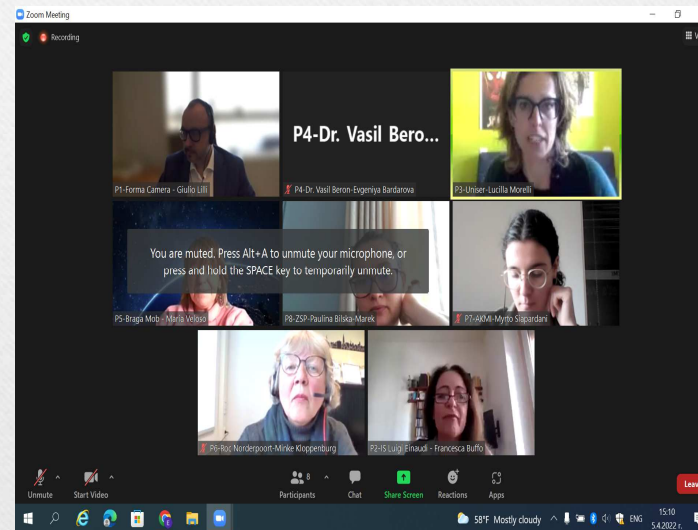 Zoom Meeting
Recording
P4-Dr. Vasil Bero...
P1-Forma Camera - Giulio Lilli
P4-Dr. Vasil Beron-Evgeniya Bardarova
P3-Uniser-Lucilla Morelli
You are muted. Press Alt+A to unmute your microphone, or
press and hold the SPACE key to temporarily unmute.
P5-Braga Mob - Maria Veloso
P8-ZSP-Paulina Bilska-Marek
P7-AKMI-Myrto Siapardani
P6-Roc Norderpoort-Minke Kloppenburg
P2-IS Luigi Einaudi - Francesca Buffo
8
Unmute
Start Video
Participants
Chat
Share Screen
Reactions
Apps
Leav
58°F Mostly cloudy
ENG
15:10
5.4.2022 г.